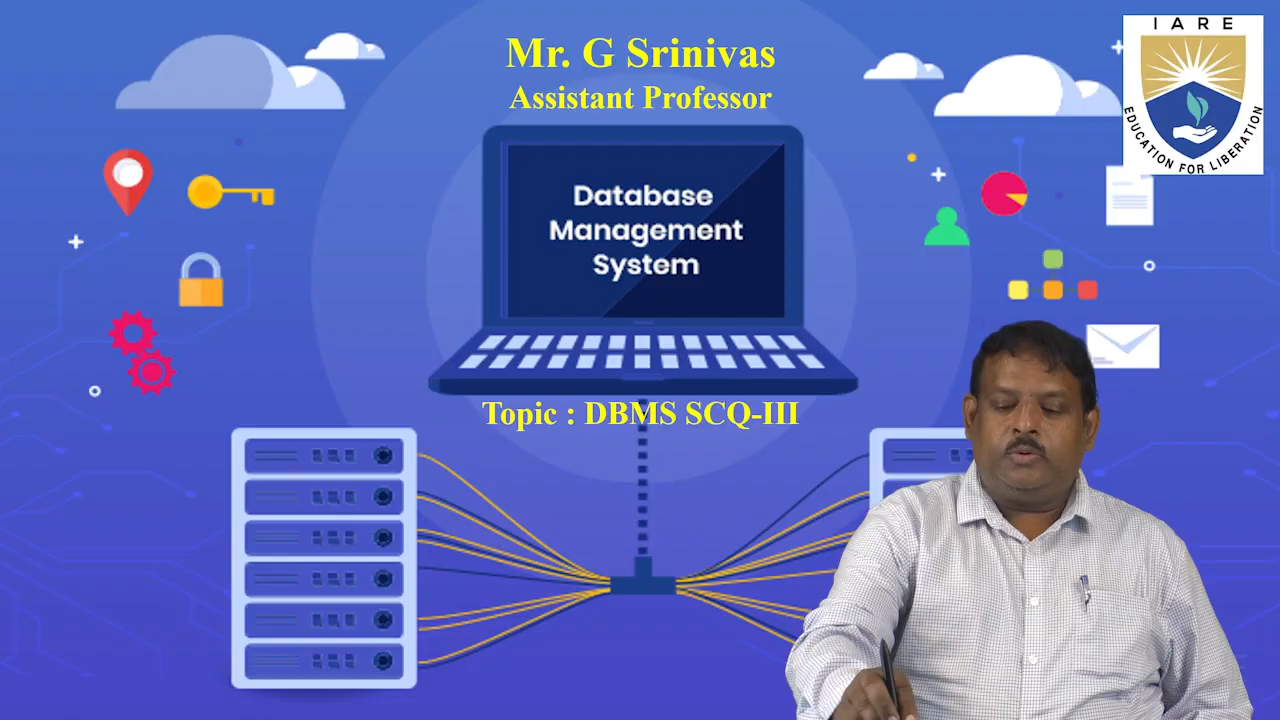 Mr. G Srinivas
Assistant Professor
IARE
EDUCATION FOR LIBERATION
Database
Management
System
Topic : DBMS SCQ-III